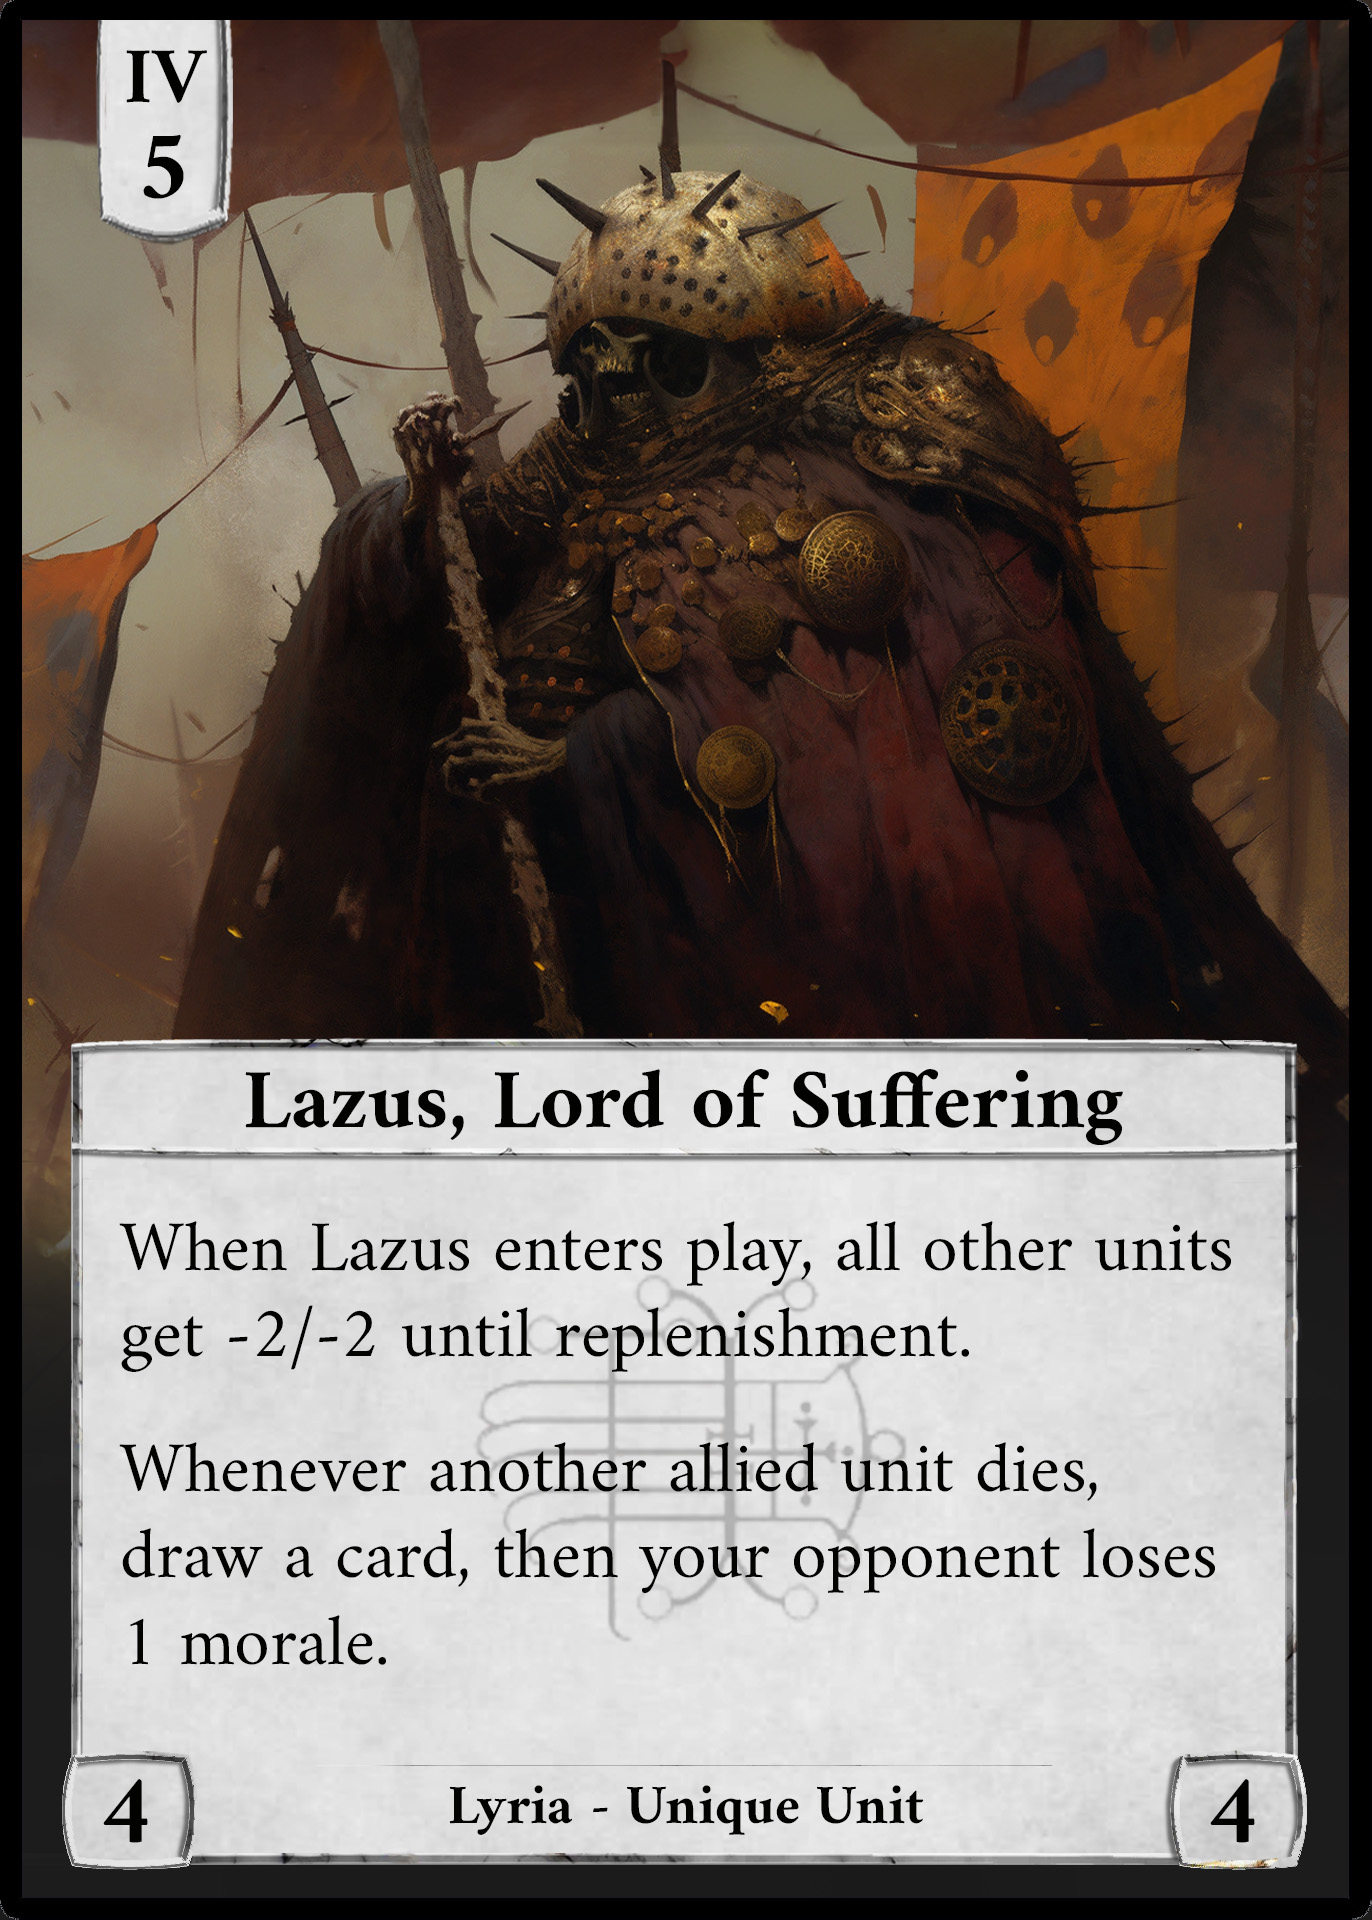 IV
5
Lazus, Lord of Suffering
When Lazus enters play, all other units
get -2/-2 until replenishment.
Whenever another allied unit dies,
draw a card, then your opponent loses
1 morale.
4
Lyria - Unique Unit
4